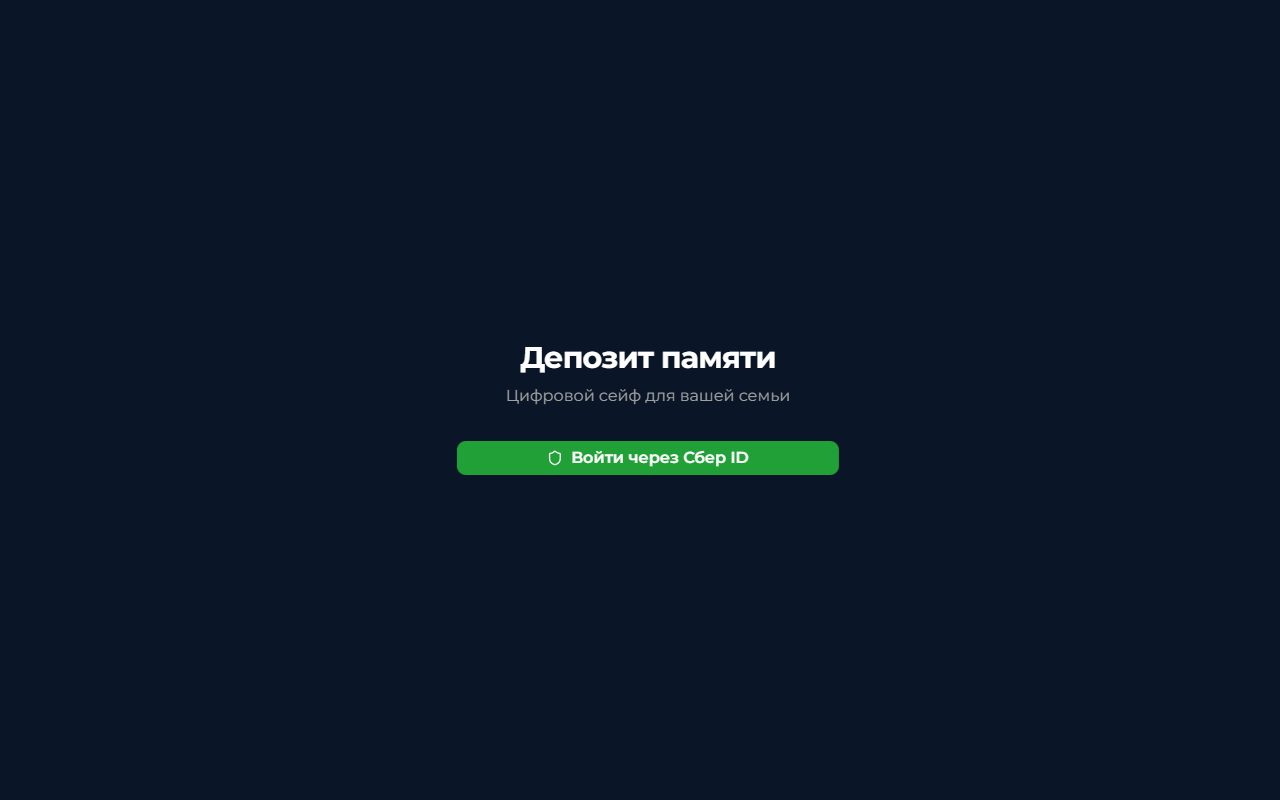 Депозит памяти
Цифровой сейф для вашей семьи
Войти через Сбер ID